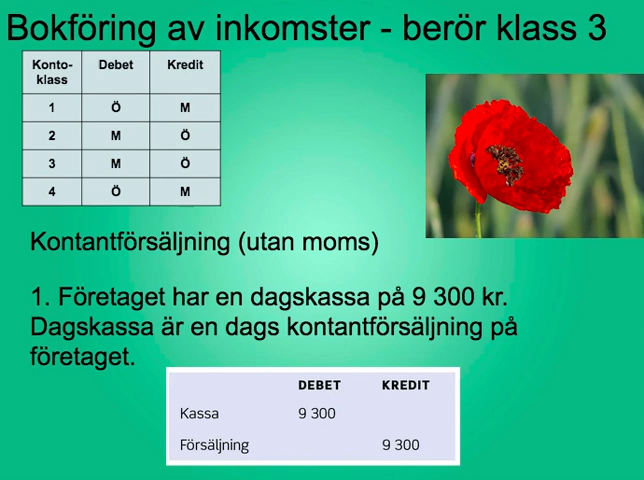 Bokföring av inkomster - berör klass 3
Konto-
klass Debet Kredit
1 Ö M
2 M Ö
3 M Ö
4 Ö M
Kontantförsäljning (utan moms)
1. Företaget har en dagskassa på 9 300 kr.
Dagskassa är en dags kontantförsäljning på
företaget.
DEBET KREDIT
Kassa 9 300
Försäljning 9 300